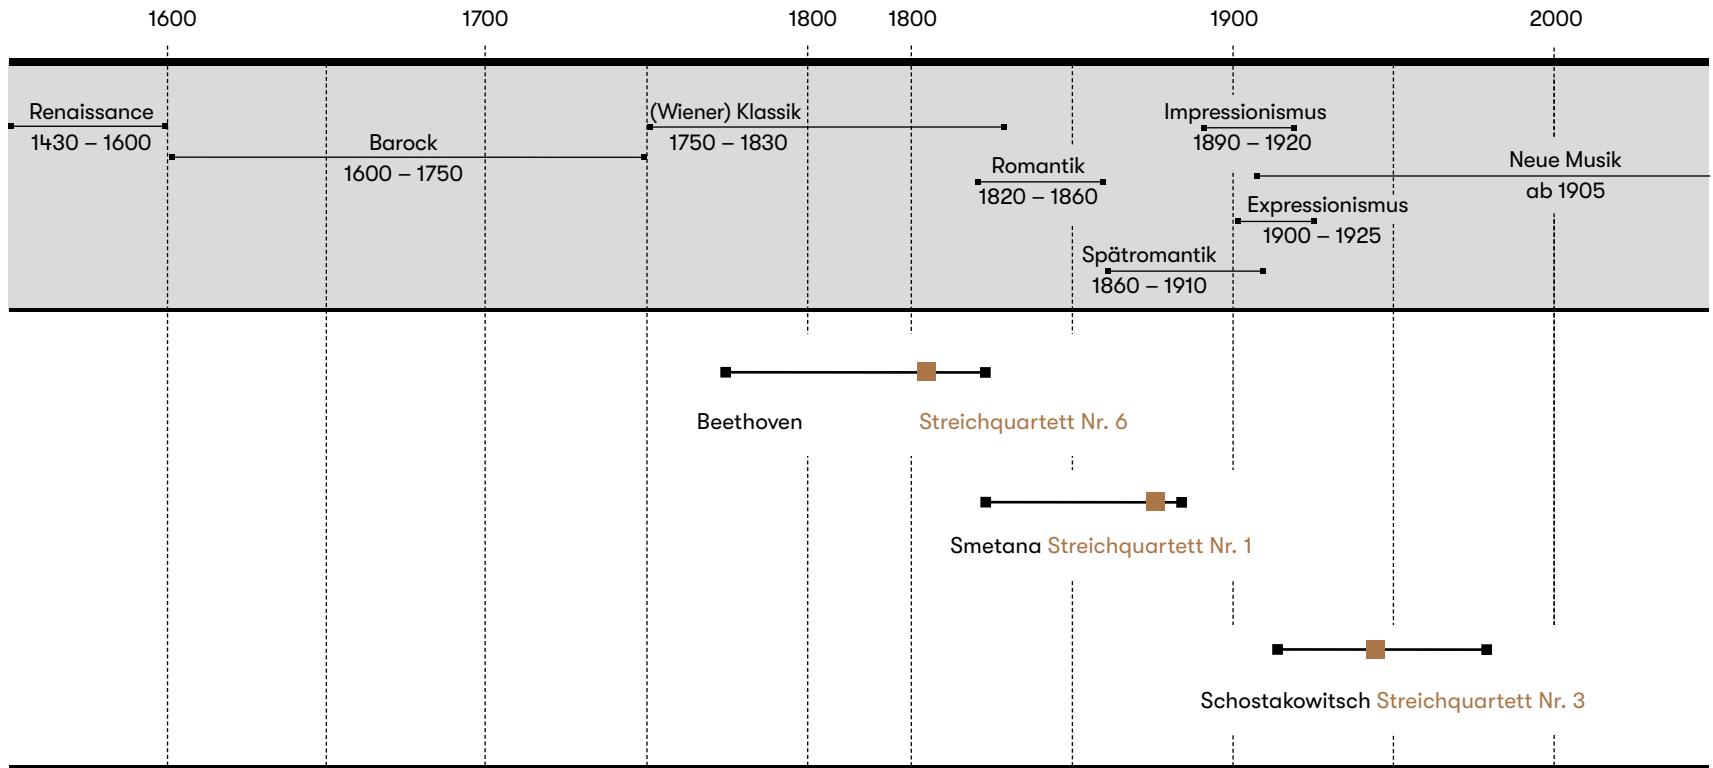 1600 1700 1800 1800 1900 2000
Renaissance
1430 – 1600
Barock
1600 – 1750
(Wiener) Klassik
1750 – 1830
Romantik
1820 – 1860
Spätromantik
1860 – 1910
Impressionismus
1890 – 1920
Expressionismus
1900 – 1925
Neue Musik
ab 1905
Beethoven Streichquartett Nr. 6
Smetana Streichquartett Nr. 1
Schostakowitsch Streichquartett Nr. 3